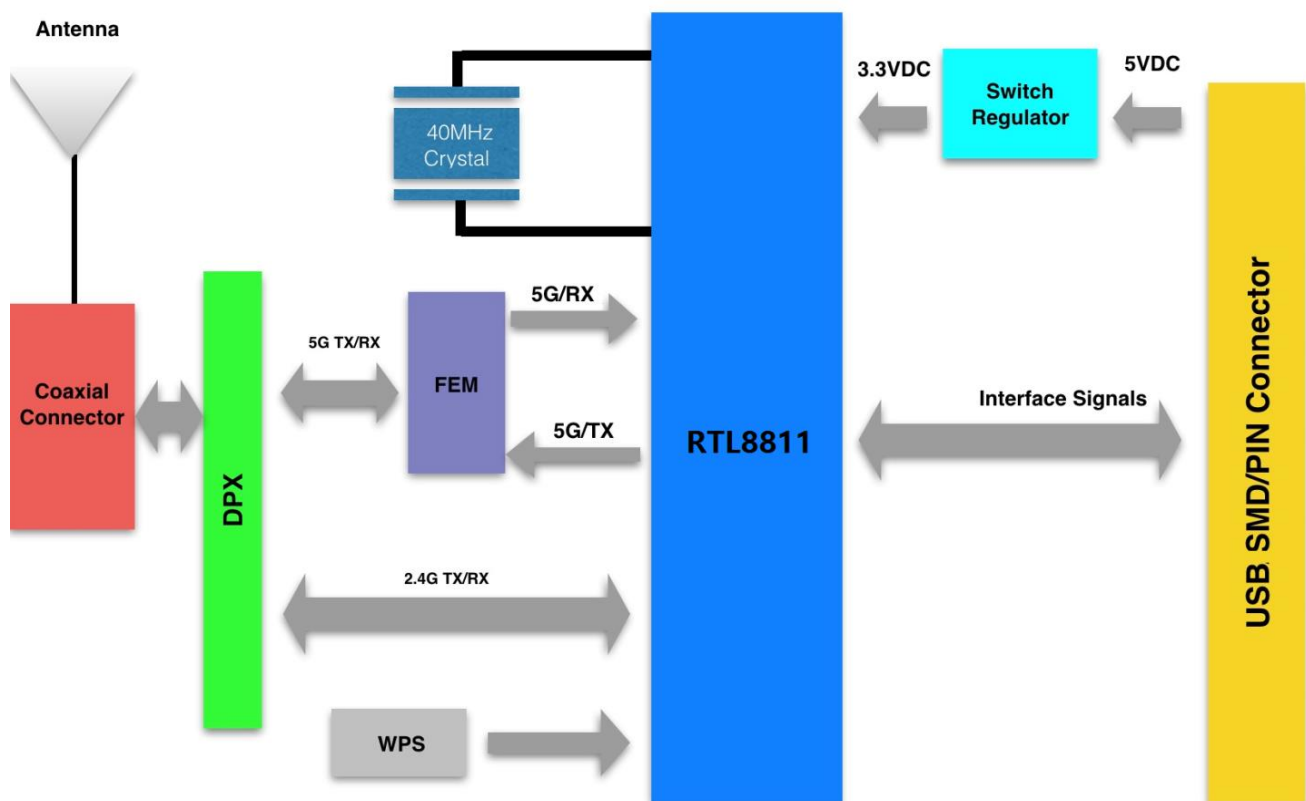 Antenna
40MHz
Crystal
3.3VDC
Switch
Regulator
5VDC
5G/RX
5G TX/RX
FEM
Coaxial
Connector
5G/TX
RTL8811
Interface Signals
DPX
USB SMD/PIN Connector
2.4G TX/RX
WPS